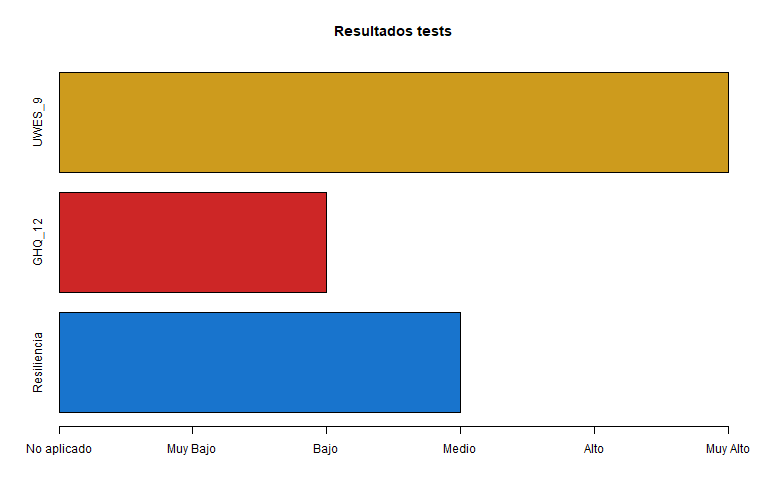 Resultados tests
UWES_9
GHQ_12
Resiliencia
No aplicado
Muy Bajo
Bajo
Medio
Alto
Muy Alto